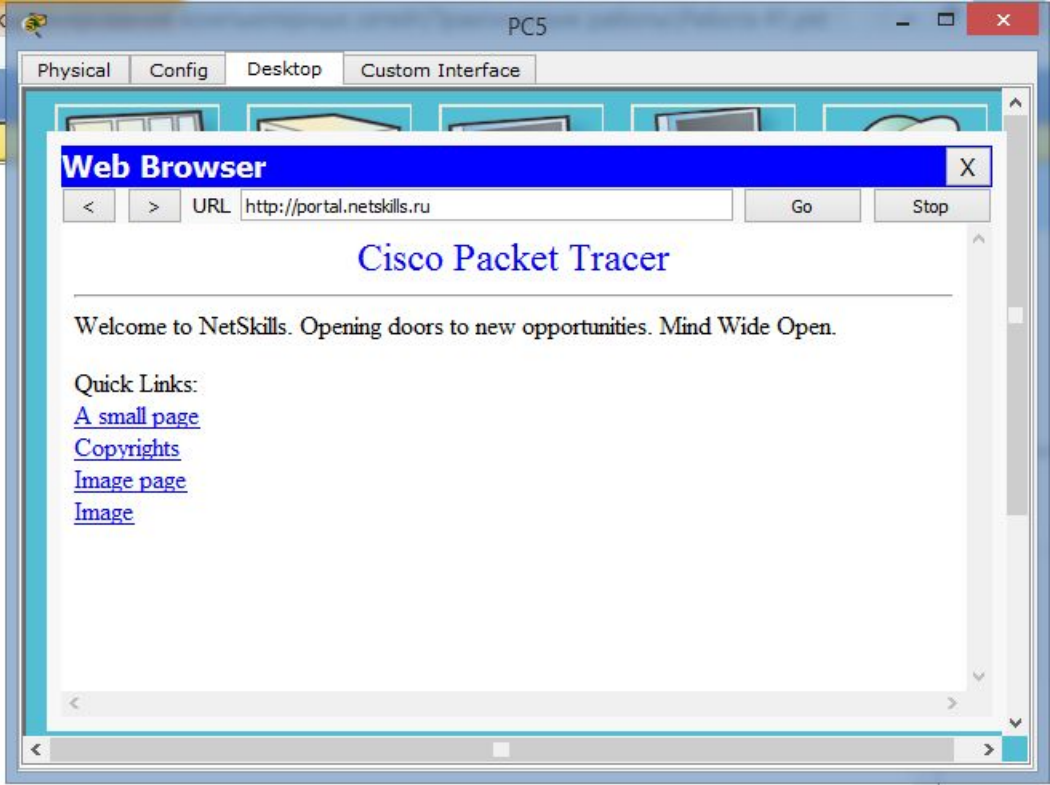 PC5
Physical Config Desktop Custom Interface
Web Browser X
< > URL http://portal.netskills.ru Go Stop
Cisco Packet Tracer
Welcome to NetSkills. Opening doors to new opportunities. Mind Wide Open.
Quick Links:
A small page
Copyrights
Image page
Image